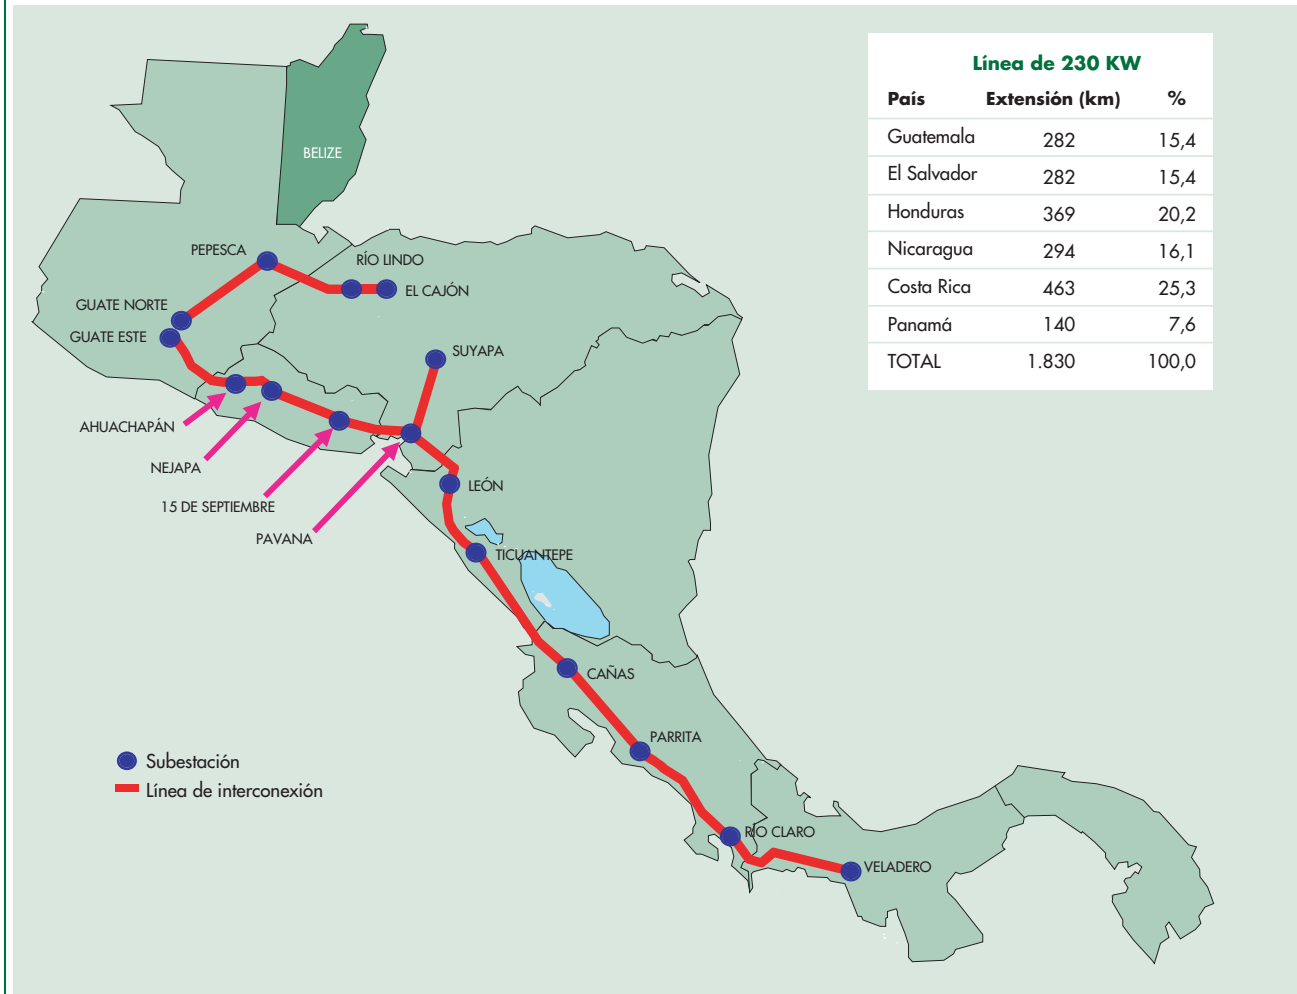 Línea de 230 KW
País Extensión (km) %
Guatemala 282 15,4
El Salvador 282 15,4
Honduras 369 20,2
Nicaragua 294 16,1
Costa Rica 463 25,3
Panamá 140 7,6
TOTAL 1.830 100,0
BELIZE
PEPESCA
RÍO LINDO
EL CAJÓN
GUATE NORTE
GUATE ESTE
SUYAPA
AHUACHAPÁN
NEJAPA
15 DE SEPTIEMBRE
PAVANA
LEÓN
TICUANTEPE
CAÑAS
PARRITA
RÍO CLARO
VELADERO
Subestación
Línea de interconexión